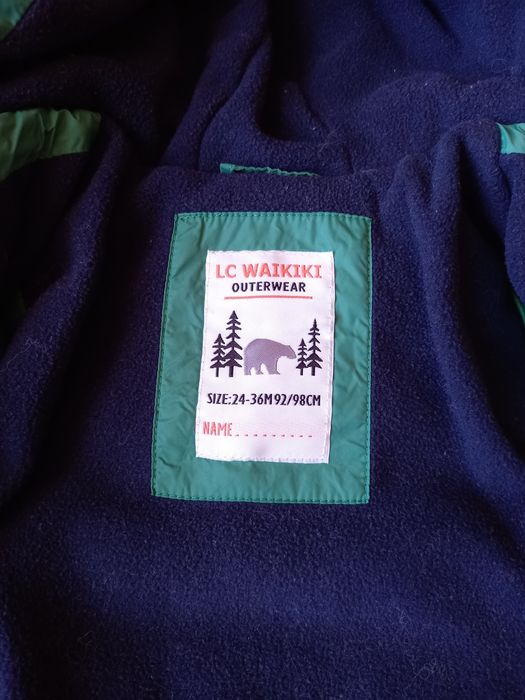 LC WAIKIKI
OUTERWEAR
SIZE:24-36M 92/98CM
NAME..........